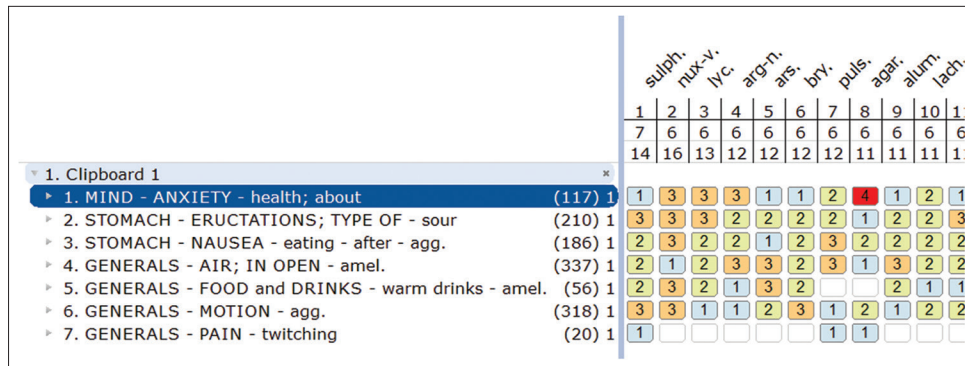 sulph. nux-v. lyc. arg-n. ars. bry. puls. agar. alum. lach.
1 2 3 4 5 6 7 8 9 10
7 6 6 6 6 6 6 6 6 6 6
14 16 13 12 12 12 12 11 11 11
1. Clipboard 1 ×
1. MIND - ANXIETY - health; about (117) 1 1 3 3 3 1 1 2 4 1 2 1
2. STOMACH - ERUCTATIONS; TYPE OF - sour (210) 1 3 3 3 2 2 2 2 1 2 2 3
3. STOMACH - NAUSEA - eating - after - agg. (186) 1 2 3 2 2 1 2 3 2 2 2 2
4. GENERALS - AIR; IN OPEN - amel. (337) 1 2 1 2 3 3 2 3 1 3 2 2
5. GENERALS - FOOD and DRINKS - warm drinks - amel. (56) 1 2 3 2 1 3 2 2 1 1
6. GENERALS - MOTION - agg. (318) 1 3 3 1 1 2 3 1 2 1 2 2
7. GENERALS - PAIN - twitching (20) 1 1 1 1